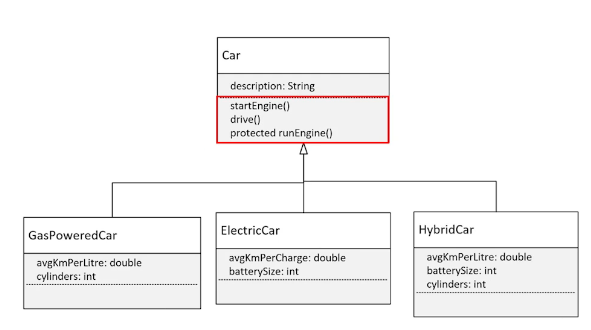 Car
description: String
startEngine()
drive()
protected runEngine()
GasPoweredCar
avgKmPerLitre: double
cylinders: int
ElectricCar
avgKmPerCharge: double
batterySize: int
HybridCar
avgKmPerLitre: double
batterySize: int
cylinders: int